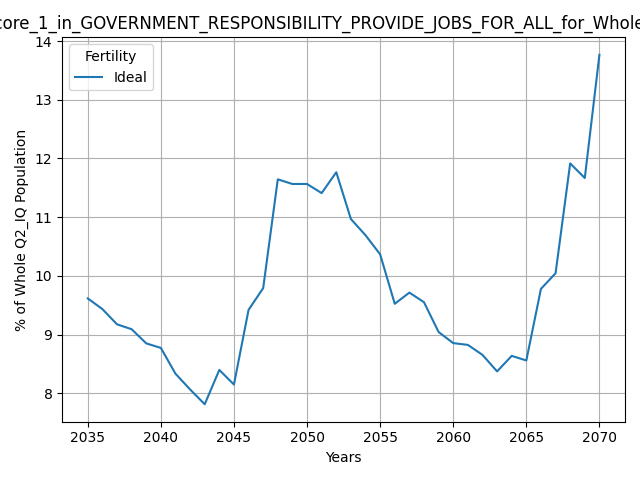 core_1_in_GOVERNMENT_RESPONSIBILITY_PROVIDE_JOBS_FOR_ALL_for_Whole
14
13
12
11
10
9
8
% of Whole Q2_IQ Population
Fertility
Ideal
2035 2040 2045 2050 2055 2060 2065 2070
Years